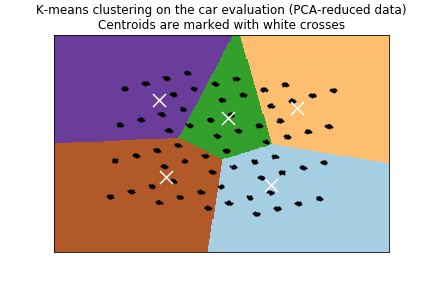 K-means clustering on the car evaluation (PCA-reduced data)
Centroids are marked with white crosses